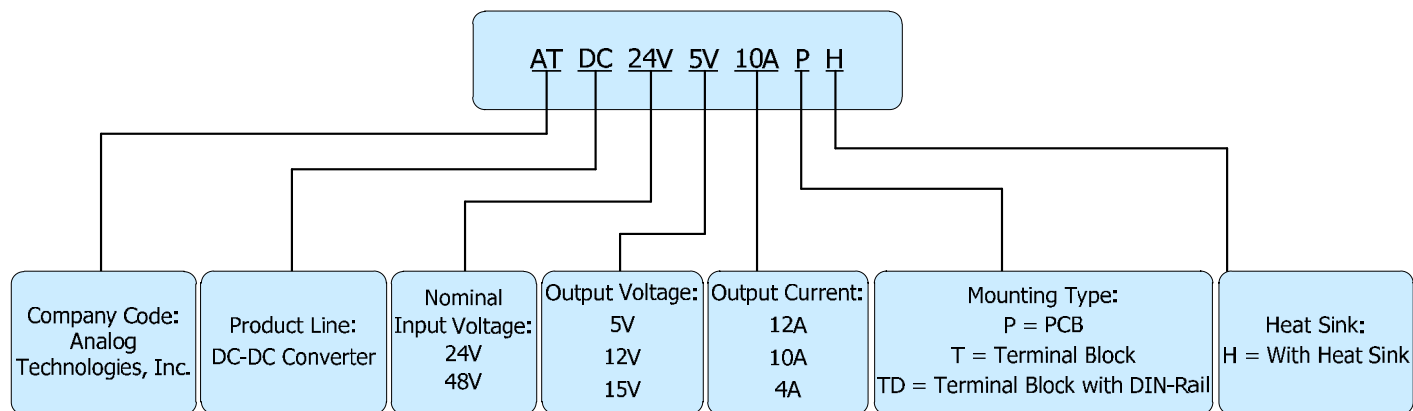 AT DC 24V 5V 10A P H
Company Code:
Analog
Technologies, Inc.
Product Line:
DC-DC Converter
Nominal
Input Voltage:
24V
48V
Output Voltage:
5V
12V
15V
Output Current:
12A
10A
4A
Mounting Type:
P = PCB
T = Terminal Block
TD = Terminal Block with DIN-Rail
Heat Sink:
H = With Heat Sink